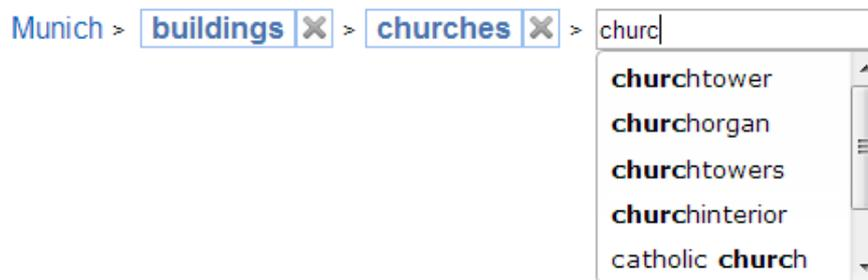 Munich > buildings > churches > churc
churchtower
churchorgan
churchtowers
churchinterior
catholic church